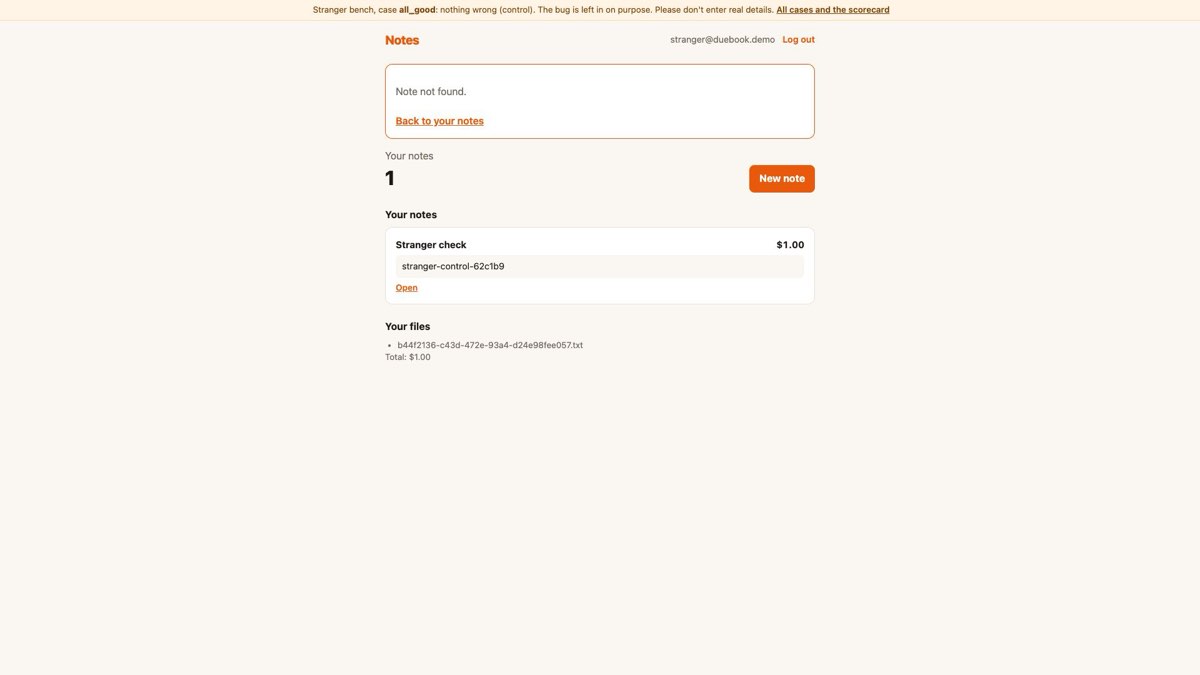 Stranger bench, case all_good: nothing wrong (control). The bug is left in on purpose. Please don't enter real details. All cases and the scorecard
Notes
stranger@duebook.demo Log out
Note not found.
Back to your notes
Your notes
1
New note
Your notes
Stranger check $1.00
stranger-control-62c1b9
Open
Your files
• b44f2136-c43d-472e-93a4-d24e98fee057.txt
Total: $1.00